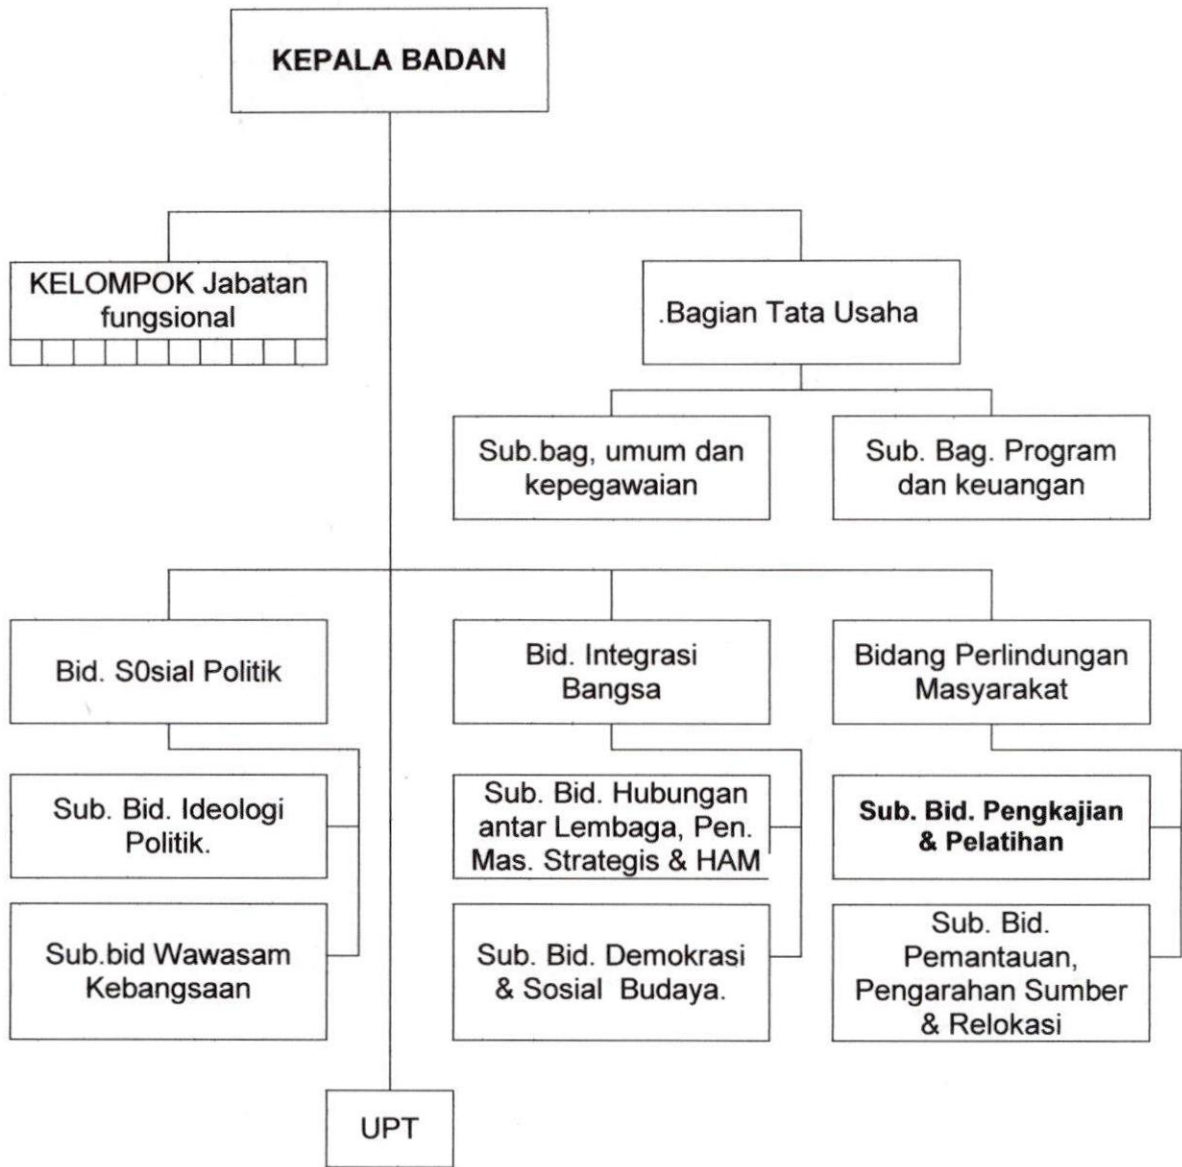 KEPALA BADAN
KELOMPOK Jabatan
fungsional
.Bagian Tata Usaha
Sub.bag, umum dan
kepegawaian
Sub. Bag. Program
dan keuangan
Bid. S0sial Politik
Bid. Integrasi
Bangsa
Bidang Perlindungan
Masyarakat
Sub. Bid. Ideologi
Politik.
Sub. Bid. Hubungan
antar Lembaga, Pen.
Mas. Strategis & HAM
Sub. Bid. Pengkajian
& Pelatihan
Sub.bid Wawasam
Kebangsaan
Sub. Bid. Demokrasi
& Sosial Budaya.
Sub. Bid.
Pemantauan,
Pengarahan Sumber
& Relokasi
UPT